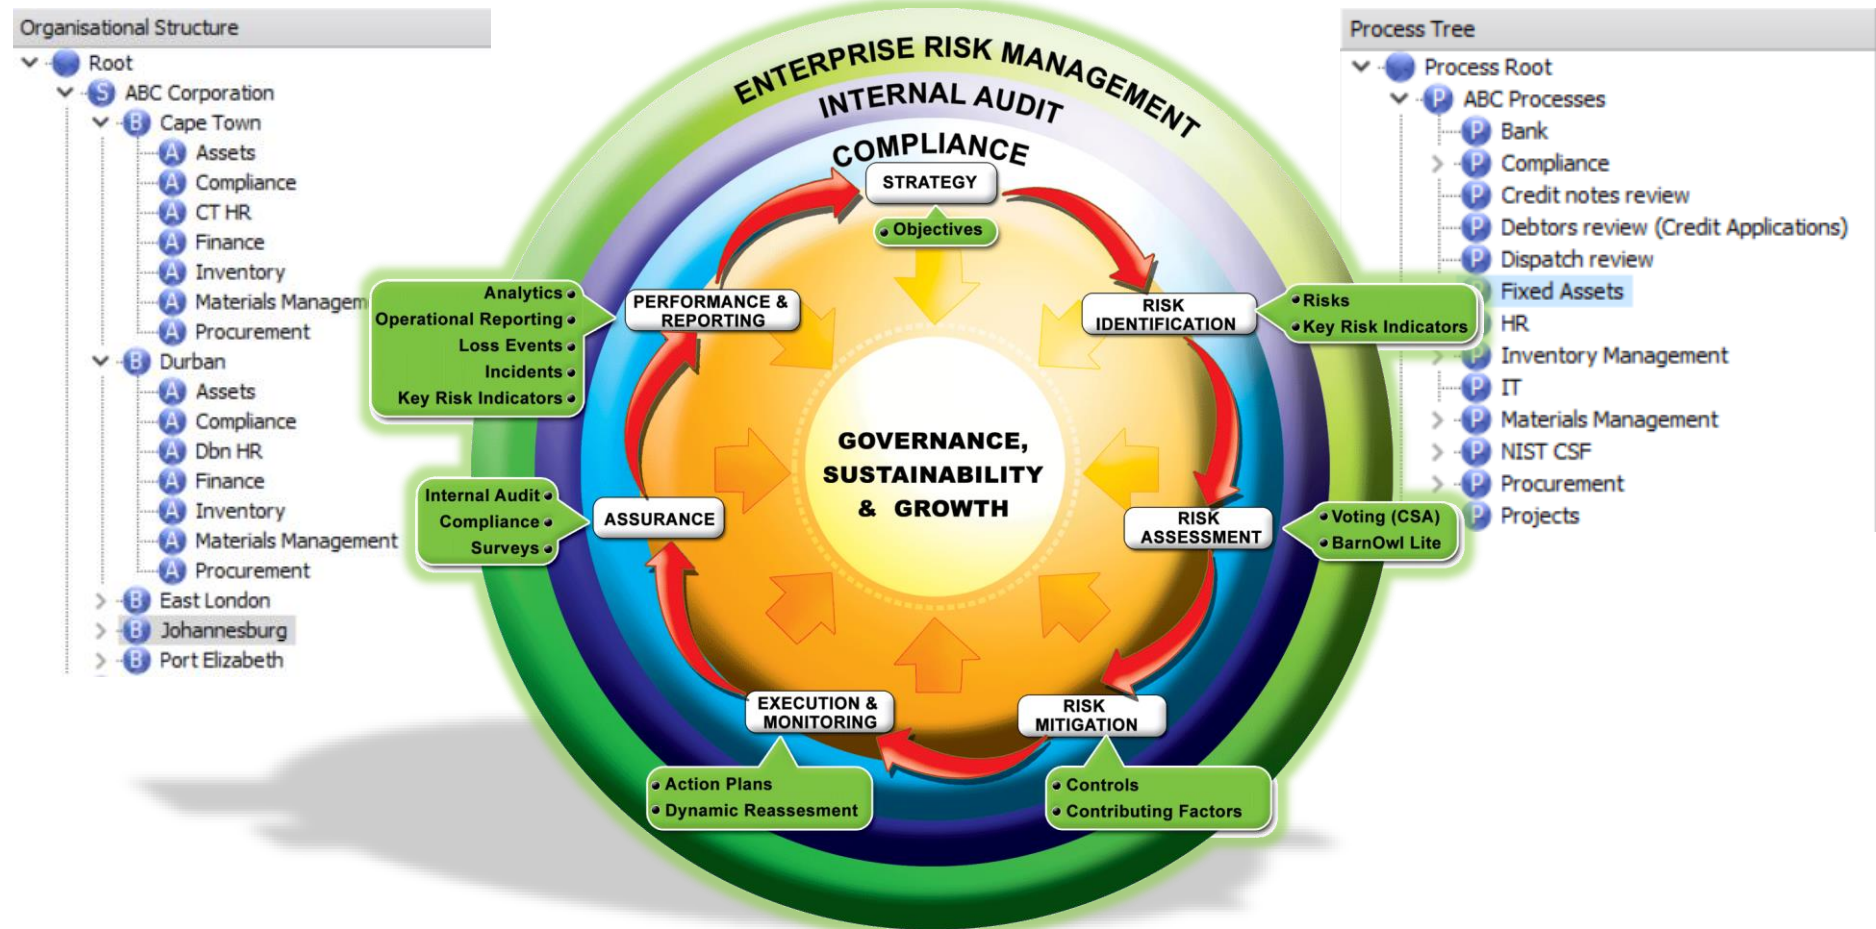 Organisational Structure
Root
S
ABC Corporation
B
Cape Town
A
Assets
A
Compliance
A
CT HR
A
Finance
A
Inventory
A
Materials Managem
A
Procurement
B
Durban
A
Assets
A
Compliance
A
Dbn HR
A
Finance
A
Inventory
A
Materials Management
A
Procurement
B
East London
B
Johannesburg
B
Port Elizabeth
ENTERPRISE RISK MANAGEMENT
INTERNAL AUDIT
COMPLIANCE
STRATEGY
Objectives
RISK
IDENTIFICATION
Risks
Key Risk Indicators
RISK
ASSESSMENT
Voting (CSA)
BarnOwl Lite
RISK
MITIGATION
Controls
Contributing Factors
EXECUTION &
MONITORING
Action Plans
Dynamic Reassesment
ASSURANCE
Internal Audit
Compliance
Surveys
PERFORMANCE &
REPORTING
Analytics
Operational Reporting
Loss Events
Incidents
Key Risk Indicators
GOVERNANCE,
SUSTAINABILITY
& GROWTH
Process Tree
Process Root
P
ABC Processes
P
Bank
P
Compliance
P
Credit notes review
P
Debtors review (Credit Applications)
P
Dispatch review
Fixed Assets
HR
P
Inventory Management
P
IT
P
Materials Management
P
NIST CSF
P
Procurement
P
Projects